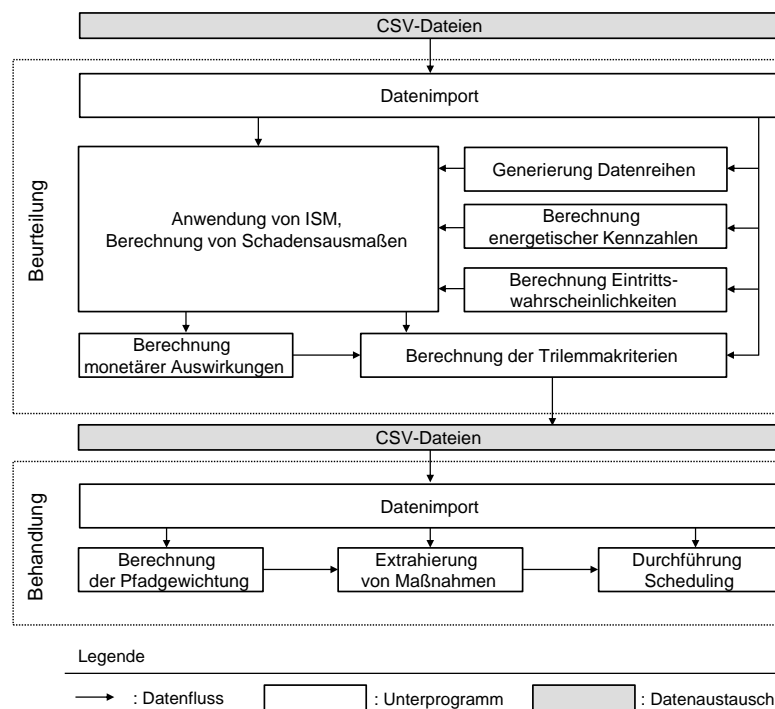 CSV-Dateien
Beurteilung
Datenimport
Anwendung von ISM,
Berechnung von Schadensausmaßen
Generierung Datenreihen
Berechnung
energetischer Kennzahlen
Berechnung Eintritts-
wahrscheinlichkeiten
Berechnung
monetärer Auswirkungen
Berechnung der Trilemmakriterien
CSV-Dateien
Behandlung
Datenimport
Berechnung
der Pfadgewichtung
Extrahierung
von Maßnahmen
Durchführung
Scheduling
Legende
: Datenfluss
: Unterprogramm
: Datenaustausch